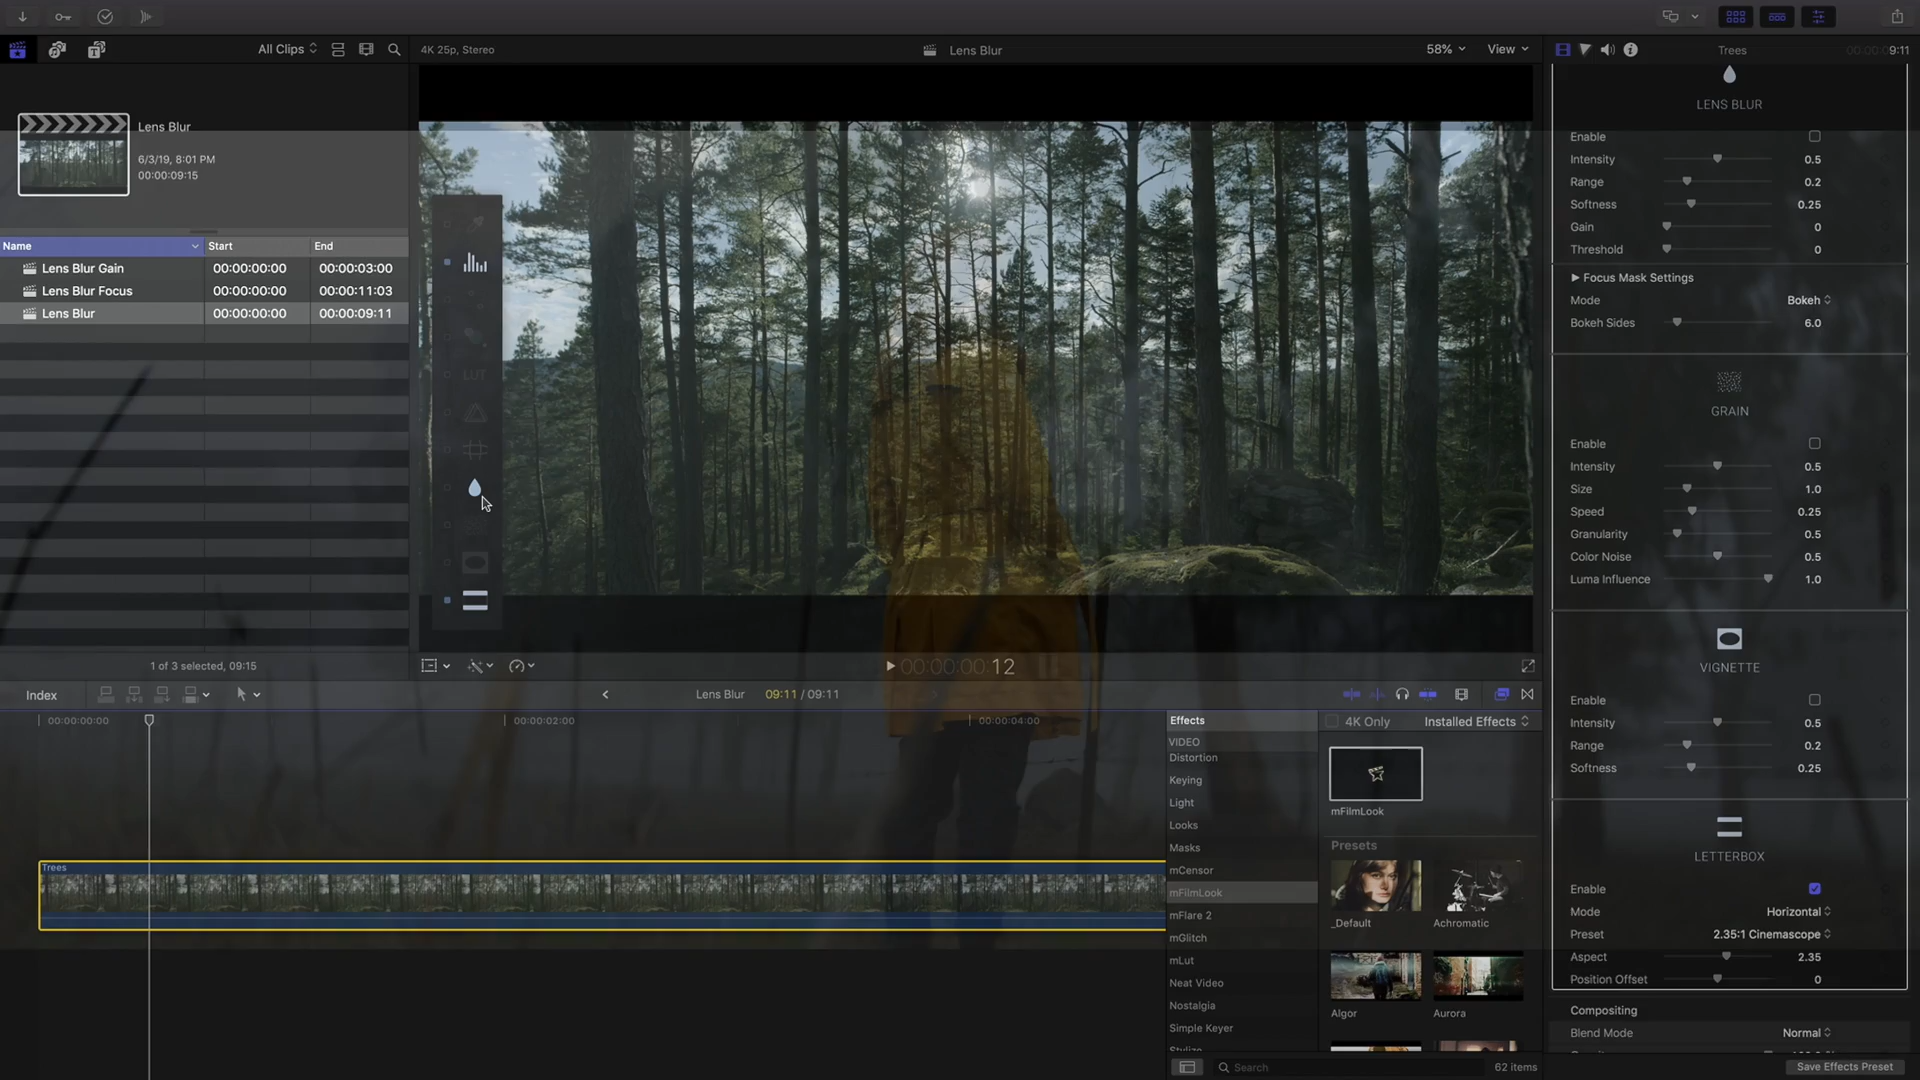 All Clips
4K 25p, Stereo
Lens Blur
58%
View
Trees
9:11
Lens Blur
6/3/19, 8:01 PM
00:00:09:15
Name Start End
Lens Blur Gain 00:00:00:00 00:00:03:00
Lens Blur Focus 00:00:00:00 00:00:11:03
Lens Blur 00:00:00:00 00:00:09:11
1 of 3 selected, 09:15
LUT
00:00:00:12
LENS BLUR
Enable
Intensity 0.5
Range 0.2
Softness 0.25
Gain 0
Threshold 0
Focus Mask Settings
Mode Bokeh
Bokeh Sides 6.0
GRAIN
Enable
Intensity 0.5
Size 1.0
Speed 0.25
Granularity 0.5
Color Noise 0.5
Luma Influence 1.0
VIGNETTE
Enable
Intensity 0.5
Range 0.2
Softness 0.25
LETTERBOX
Enable
Mode Horizontal
Preset 2.35:1 Cinemascope
Aspect 2.35
Position Offset 0
Compositing
Blend Mode Normal
Save Effects Preset
Index
Lens Blur
09:11 / 09:11
00:00:00:00
00:00:02:00
00:00:04:00
Trees
Effects
VIDEO
Distortion
Keying
Light
Looks
Masks
mCensor
mFilmLook
mFlare 2
mGlitch
mLut
Neat Video
Nostalgia
Simple Keyer
4K Only
Installed Effects
mFilmLook
Presets
_Default
Achromatic
Algor
Aurora
Search
62 items